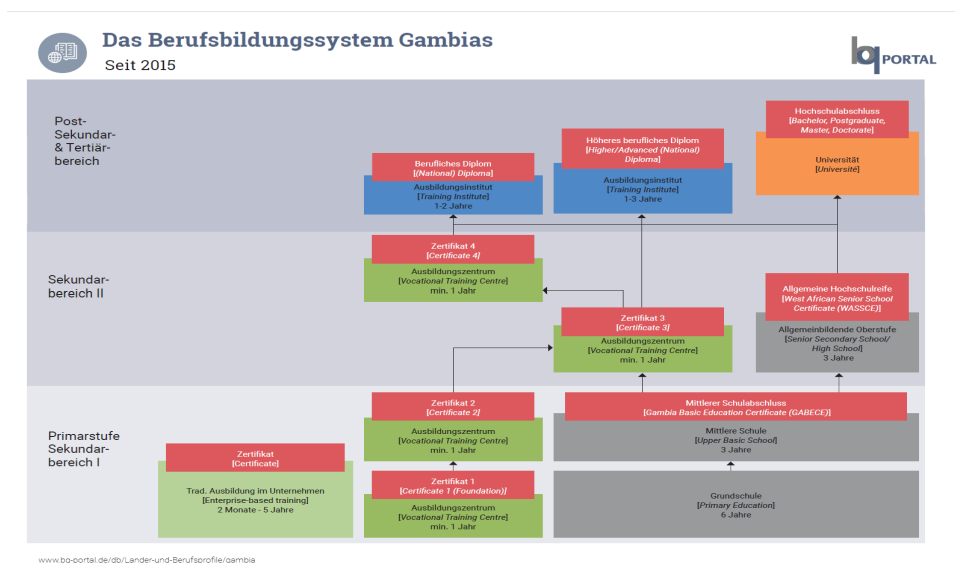 Das Berufsbildungssystem Gambias
Seit 2015
bq PORTAL
Post-
Sekundar-
& Tertiär-
bereich
Berufliches Diplom
[(National) Diploma]
Ausbildungsinstitut
[Training Institute]
1-2 Jahre
Höheres berufliches Diplom
[Higher/Advanced (National)
Diploma]
Ausbildungsinstitut
[Training Institute]
1-3 Jahre
Hochschulabschluss
[Bachelor, Postgraduate,
Master, Doctorate]
Universität
[Université]
Sekundar-
bereich II
Zertifikat 4
[Certificate 4]
Ausbildungszentrum
[Vocational Training Centre]
min. 1 Jahr
Zertifikat 3
[Certificate 3]
Ausbildungszentrum
[Vocational Training Centre]
min. 1 Jahr
Allgemeine Hochschulreife
[West African Senior School
Certificate (WASSCE)]
Allgemeinbildende Oberstufe
[Senior Secondary School/
High School]
3 Jahre
Primarstufe
Sekundar-
bereich I
Zertifikat
[Certificate]
Trad. Ausbildung im Unternehmen
[Enterprise-based training]
2 Monate - 5 Jahre
Zertifikat 2
[Certificate 2]
Ausbildungszentrum
[Vocational Training Centre]
min. 1 Jahr
Zertifikat 1
[Certificate 1 (Foundation)]
Ausbildungszentrum
[Vocational Training Centre]
min. 1 Jahr
Mittlerer Schulabschluss
[Gambia Basic Education Certificate (GABECE)]
Mittlere Schule
[Upper Basic School]
3 Jahre
Grundschule
[Primary Education]
6 Jahre
www.bq-portal.de/db/Lander-und-Berufsprofile/gambia